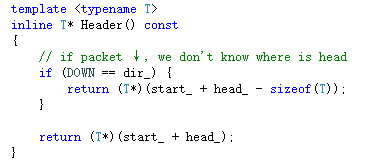 template <typename T>
inline T* Header() const
{
    // if packet ↓, we don't know where is head
    if (DOWN == dir_) {
        return (T*)(start_ + head_ - sizeof(T));
    }

    return (T*)(start_ + head_);
}